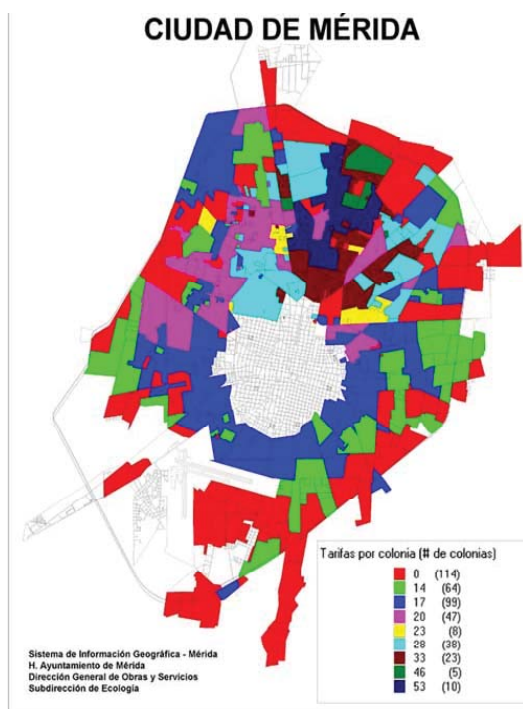 CIUDAD DE MÉRIDA
Tarifas por colonia (# de colonias)
0 (114)
14 (64)
17 (99)
20 (47)
23 (8)
28 (38)
33 (23)
46 (5)
53 (10)
Sistema de Información Geográfica - Mérida
H. Ayuntamiento de Mérida
Dirección General de Obras y Servicios
Subdirección de Ecología